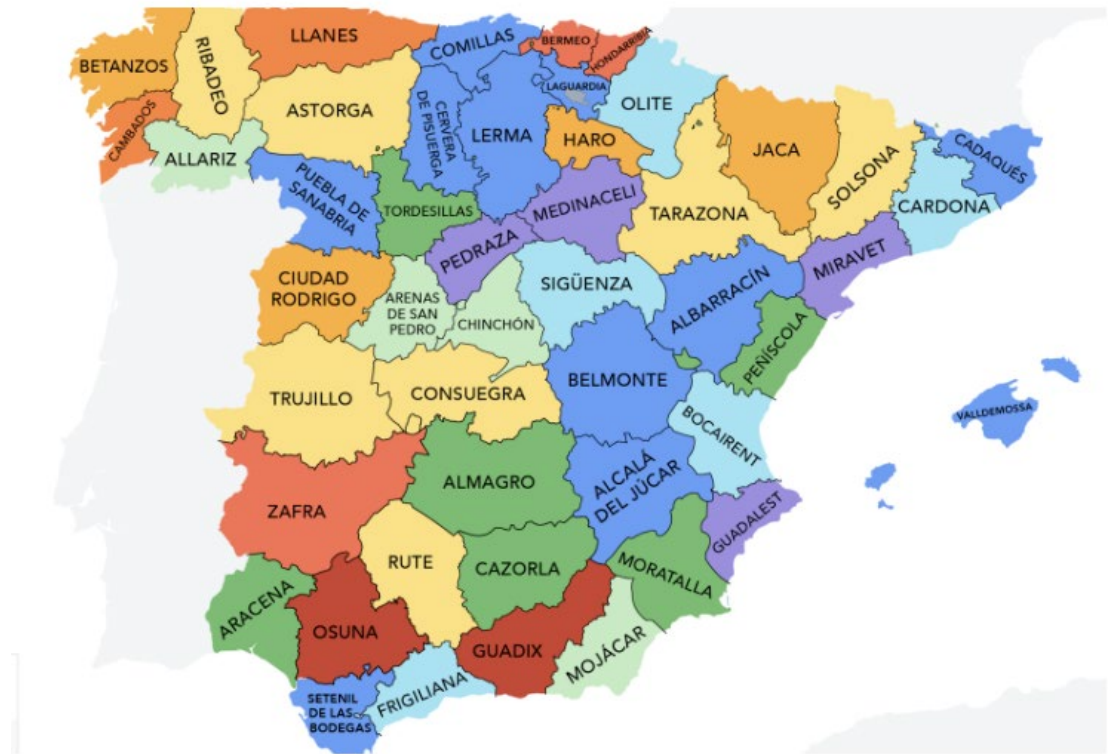 LLANES
COMILLAS
BERMEO
HONDARRIBIA
RIBADEO
BETANZOS
CAMBADOS
ALLARIZ
ASTORGA
CERVERA
DE PISUERGA
LERMA
LAGUARDIA
OLITE
HARO
JACA
SOLSONA
CADAQUÉS
CARDONA
PUEBLA DE
SANABRIA
TORDESILLAS
MEDINACELI
TARAZONA
PEDRAZA
MIRAVET
CIUDAD
RODRIGO
ARENAS
DE SAN
PEDRO
CHINCHÓN
SIGÜENZA
ALBARRACÍN
PEÑÍSCOLA
TRUJILLO
CONSUEGRA
BELMONTE
BOCAIRENT
VALLDEMOSSA
ZAFRA
ALMAGRO
ALCALÁ
DEL JÚCAR
GUADALEST
RUTE
CAZORLA
MORATALLA
ARACENA
OSUNA
GUADIX
MOJÁCAR
SETENIL
DE LAS
BODEGAS
FRIGILIANA